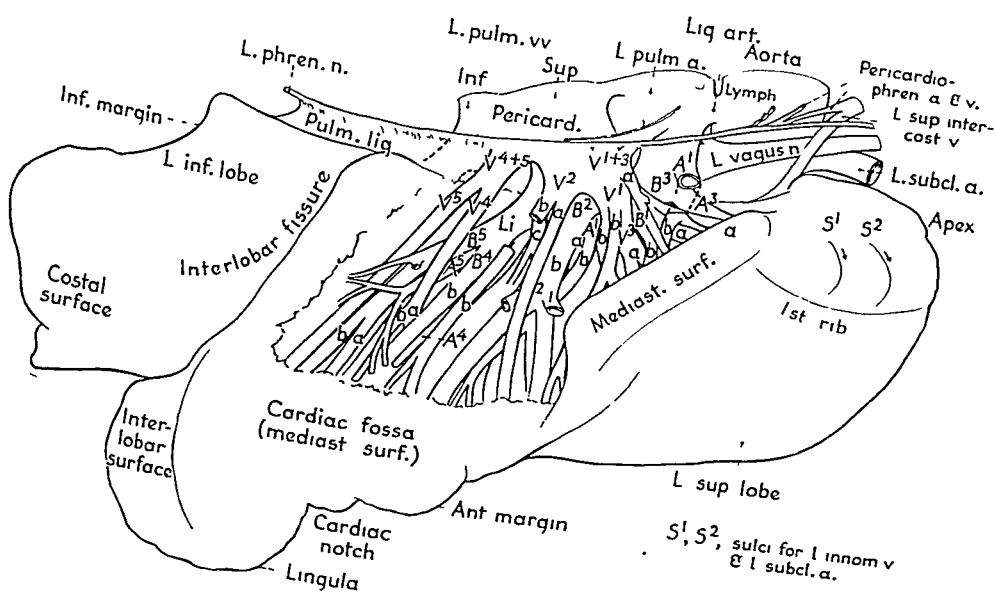 L. pulm. vv
Lig art.
Aorta
L. phren. n.
Inf
Sup
L pulm a.
Lymph
Pericardio-
phren a & v.
L sup inter-
cost v
Inf. margin
Pulm. lig
Pericard.
L vagus n
L. subcl. a.
L inf. lobe
V4+5
V2
V1+3
A1
B3
A3
a
V1
V5
V4
Li
b
a
B2
A1
b
b
B1
V3
b
a
a
S1
S2
Apex
Interlobar fissure
B5
A5
B4
c
a
b
b
a
b
Costal
surface
b
b
b
2
b
a
b
a
A4
Mediast. surf.
1st rib
Inter-
lobar
surface
Cardiac fossa
(mediast surf.)
L sup lobe
Ant margin
Cardiac
notch
Lingula
S1, S2, sulci for l innom v
& l subcl. a.